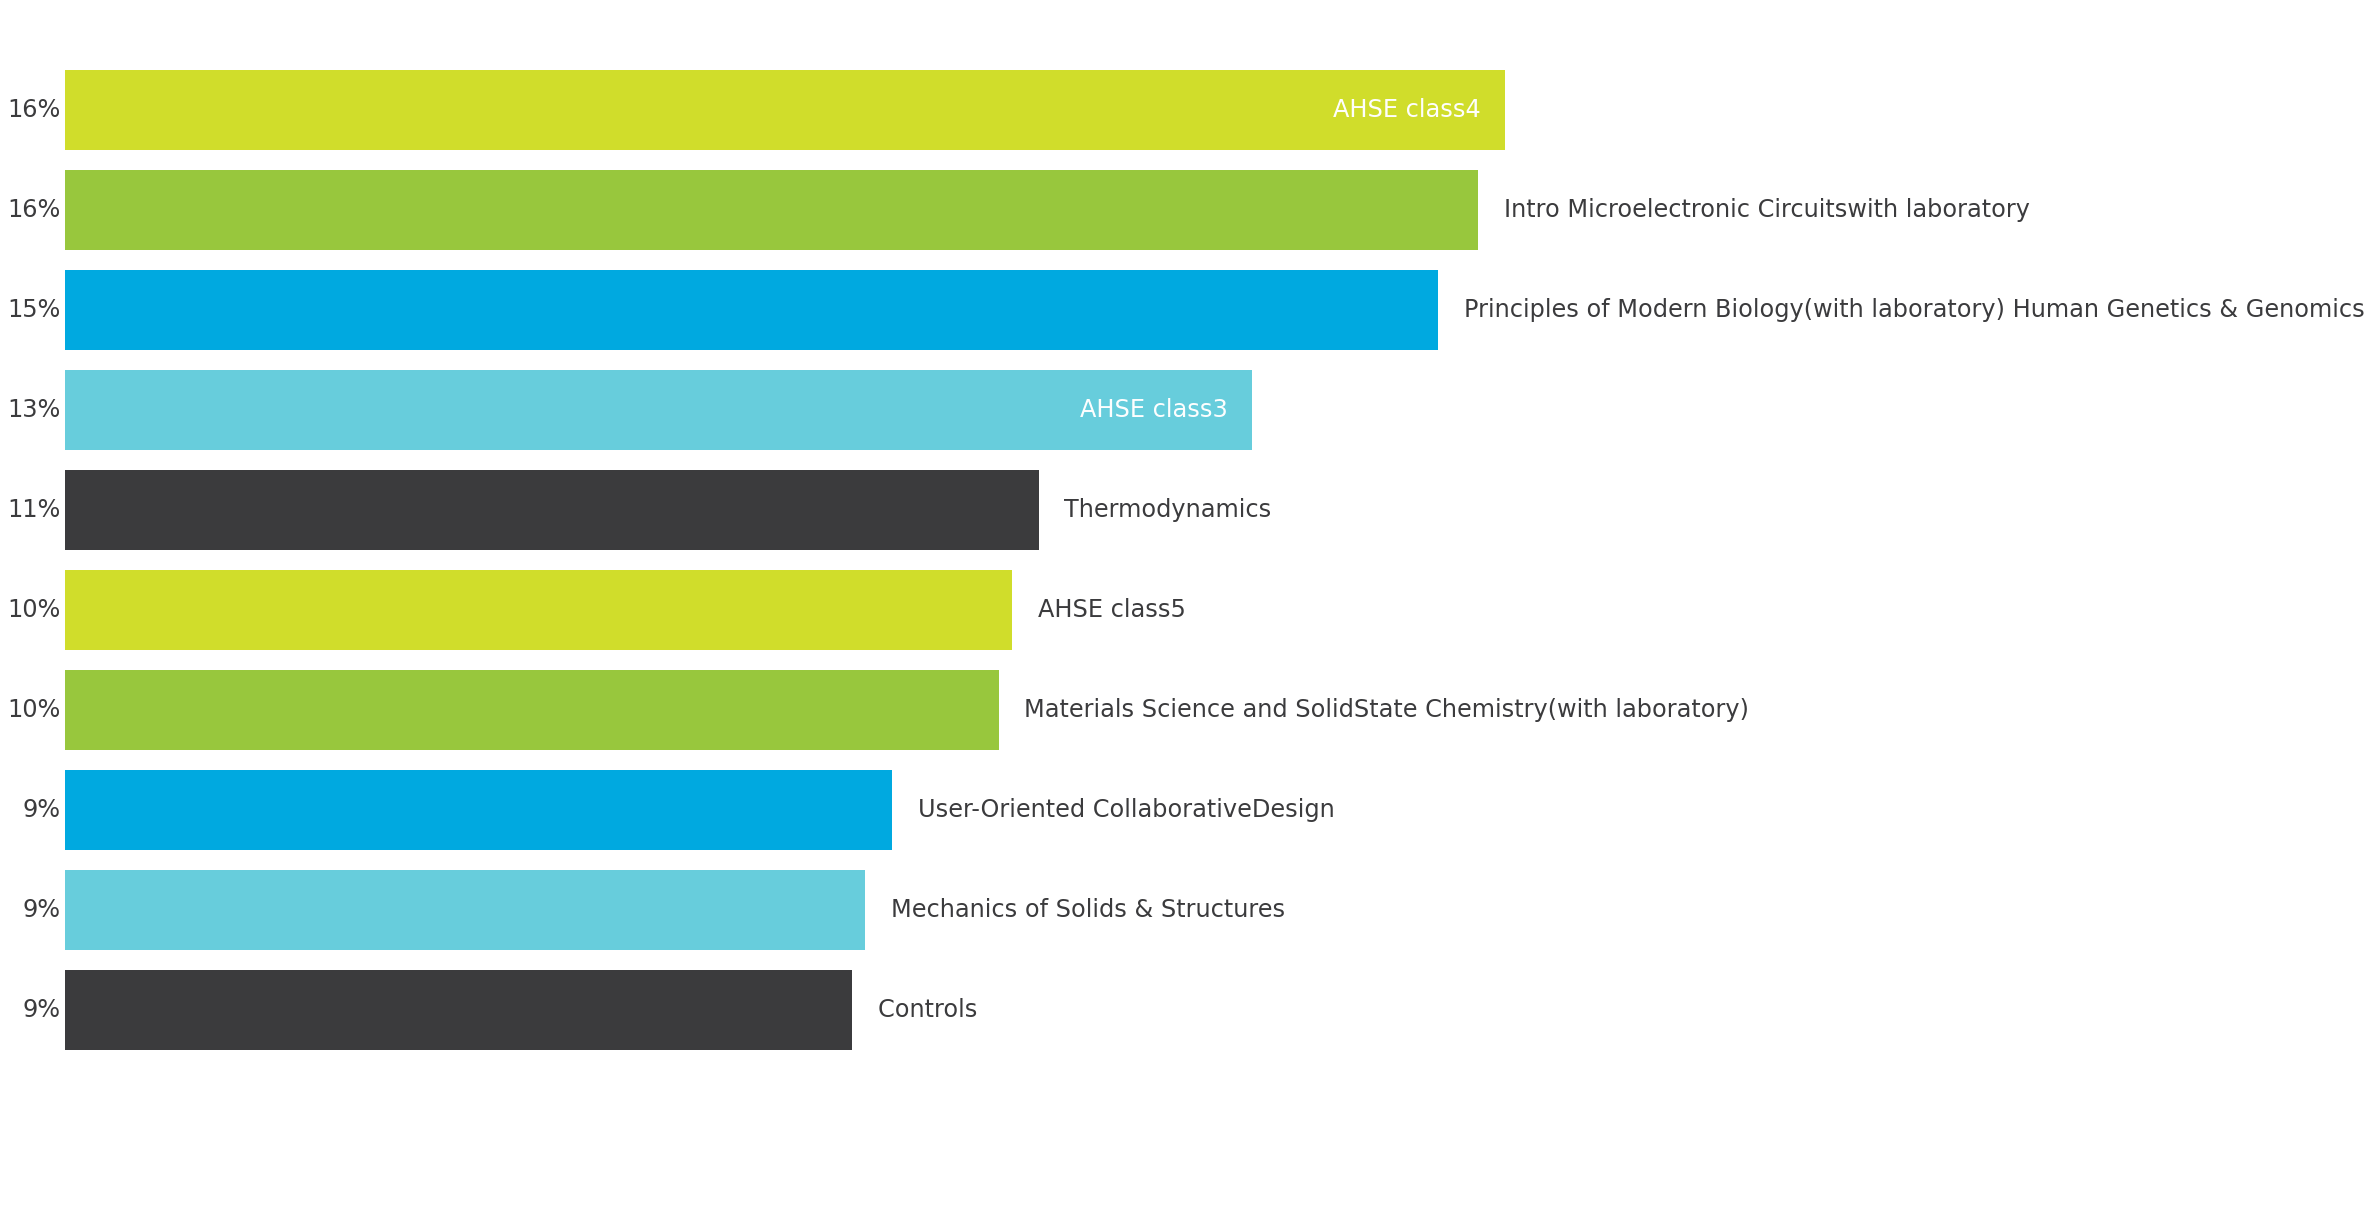 16% AHSE class4
16% Intro Microelectronic Circuitswith laboratory
15% Principles of Modern Biology(with laboratory) Human Genetics & Genomics
13% AHSE class3
11% Thermodynamics
10% AHSE class5
10% Materials Science and SolidState Chemistry(with laboratory)
9% User-Oriented CollaborativeDesign
9% Mechanics of Solids & Structures
9% Controls